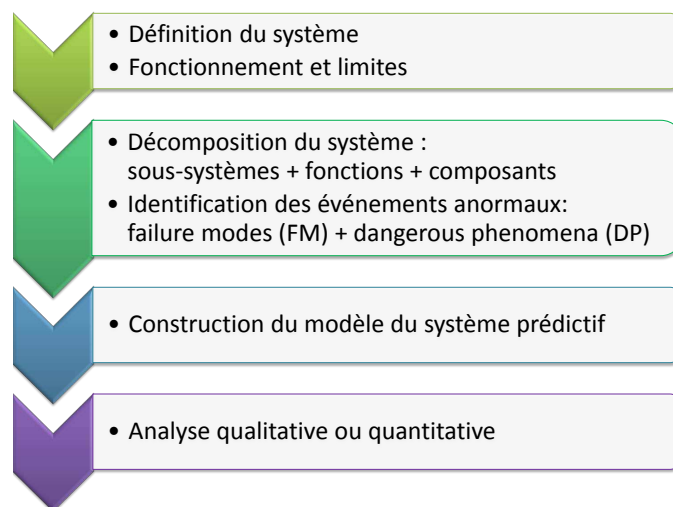 • Définition du système
• Fonctionnement et limites
• Décomposition du système :
sous-systèmes + fonctions + composants
• Identification des événements anormaux:
failure modes (FM) + dangerous phenomena (DP)
• Construction du modèle du système prédictif
• Analyse qualitative ou quantitative